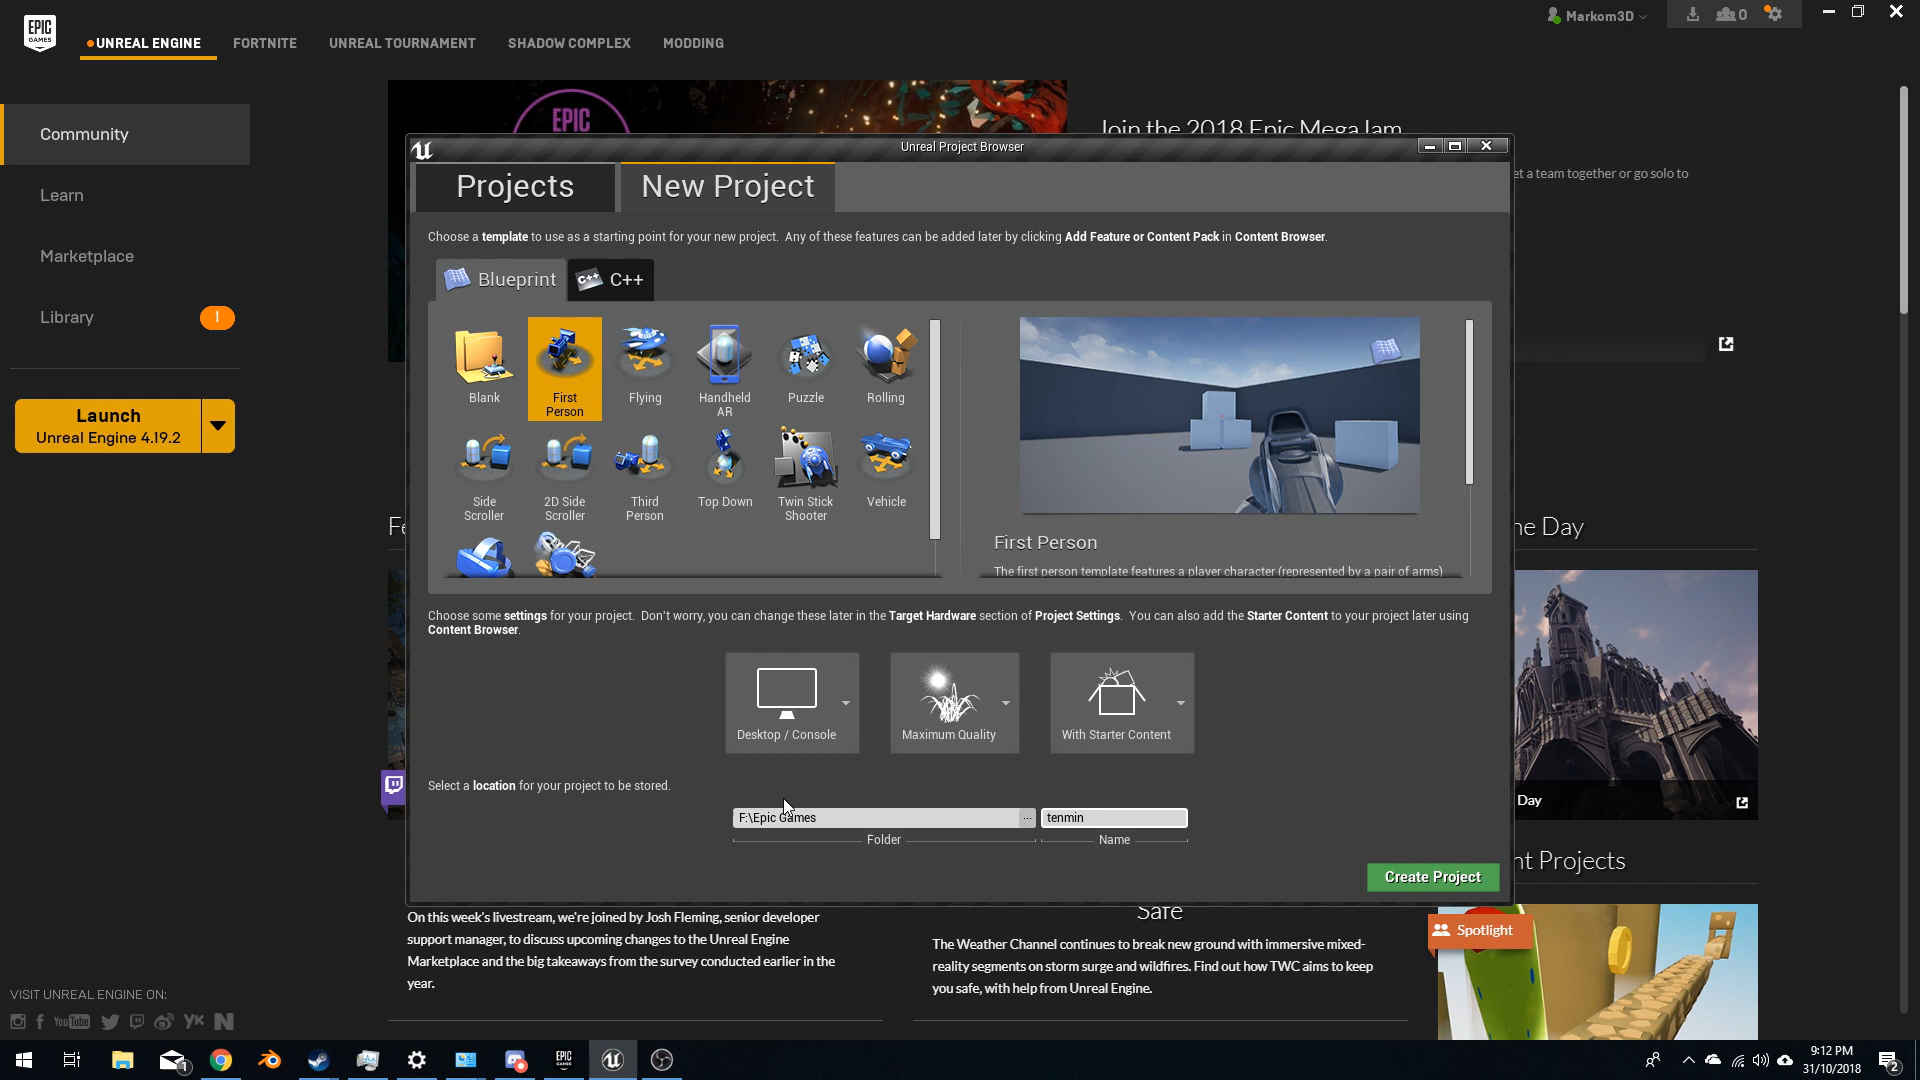 EPIC
GAMES
UNREAL ENGINE
FORTNITE
UNREAL TOURNAMENT
SHADOW COMPLEX
MODDING
Markom3D
0
Community
Learn
Marketplace
Library
1
Launch
Unreal Engine 4.19.2
EPIC
Join the 2018 Epic MegaJam
et a team together or go solo to
Unreal Project Browser
Projects
New Project
Choose a template to use as a starting point for your new project. Any of these features can be added later by clicking Add Feature or Content Pack in Content Browser.
Blueprint
C++
C++
Blank
First
Person
Flying
Handheld
AR
Puzzle
Rolling
Side
Scroller
2D Side
Scroller
Third
Person
Top Down
Twin Stick
Shooter
Vehicle
First Person
The first person template features a player character (represented by a pair of arms)
Choose some settings for your project. Don't worry, you can change these later in the Target Hardware section of Project Settings. You can also add the Starter Content to your project later using
Content Browser.
Desktop / Console
Maximum Quality
With Starter Content
Select a location for your project to be stored.
F:\Epic Games
...
tenmin
Folder
Name
Create Project
Fe
ne Day
Day
nt Projects
Spotlight
On this week's livestream, we're joined by Josh Fleming, senior developer
support manager, to discuss upcoming changes to the Unreal Engine
Marketplace and the big takeaways from the survey conducted earlier in the
year.
Safe
The Weather Channel continues to break new ground with immersive mixed-
reality segments on storm surge and wildfires. Find out how TWC aims to keep
you safe, with help from Unreal Engine.
VISIT UNREAL ENGINE ON:
YouTube
1
EPIC
GAMES
9:12 PM
31/10/2018
2